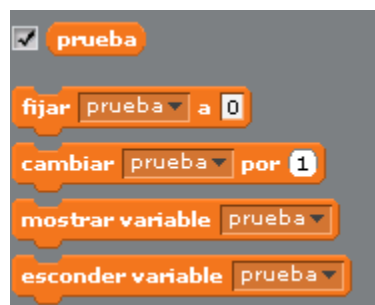 prueba
fijar prueba a 0
cambiar prueba por 1
mostrar variable prueba
esconder variable prueba